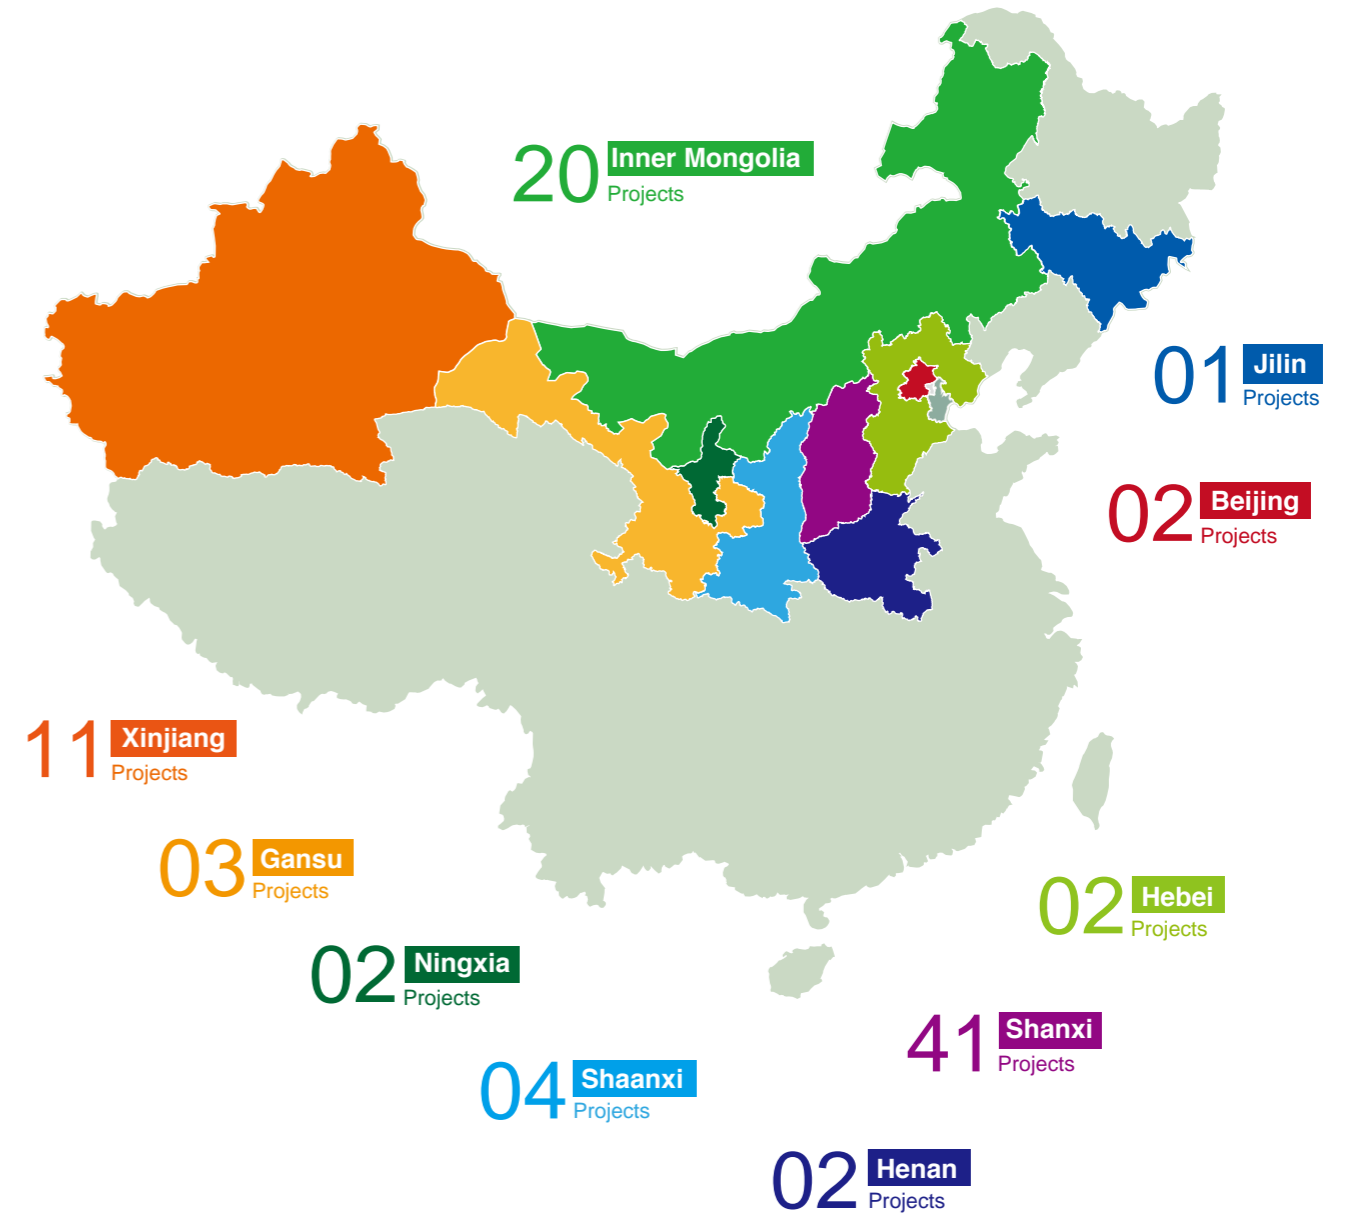 20 Inner Mongolia
Projects
01 Jilin
Projects
02 Beijing
Projects
11 Xinjiang
Projects
03 Gansu
Projects
02 Hebei
Projects
02 Ningxia
Projects
41 Shanxi
Projects
04 Shaanxi
Projects
02 Henan
Projects